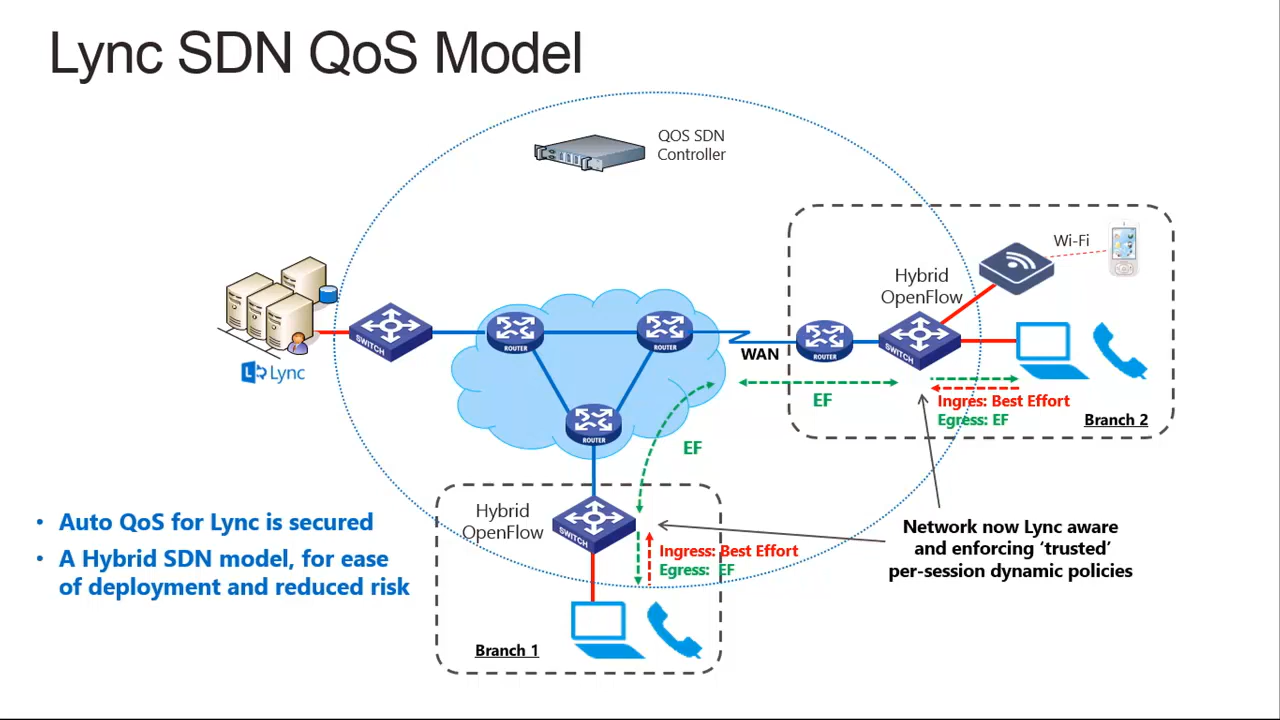 Lync SDN QoS Model
QOS SDN
Controller
Wi-Fi
Hybrid
OpenFlow
SWITCH
ROUTER
ROUTER
WAN
ROUTER
SWITCH
Lync
EF
Ingres: Best Effort
Egress: EF
Branch 2
ROUTER
EF
Hybrid
OpenFlow
SWITCH
Ingress: Best Effort
Egress: EF
Branch 1
• Auto QoS for Lync is secured
• A Hybrid SDN model, for ease
of deployment and reduced risk
Network now Lync aware
and enforcing ‘trusted’
per-session dynamic policies